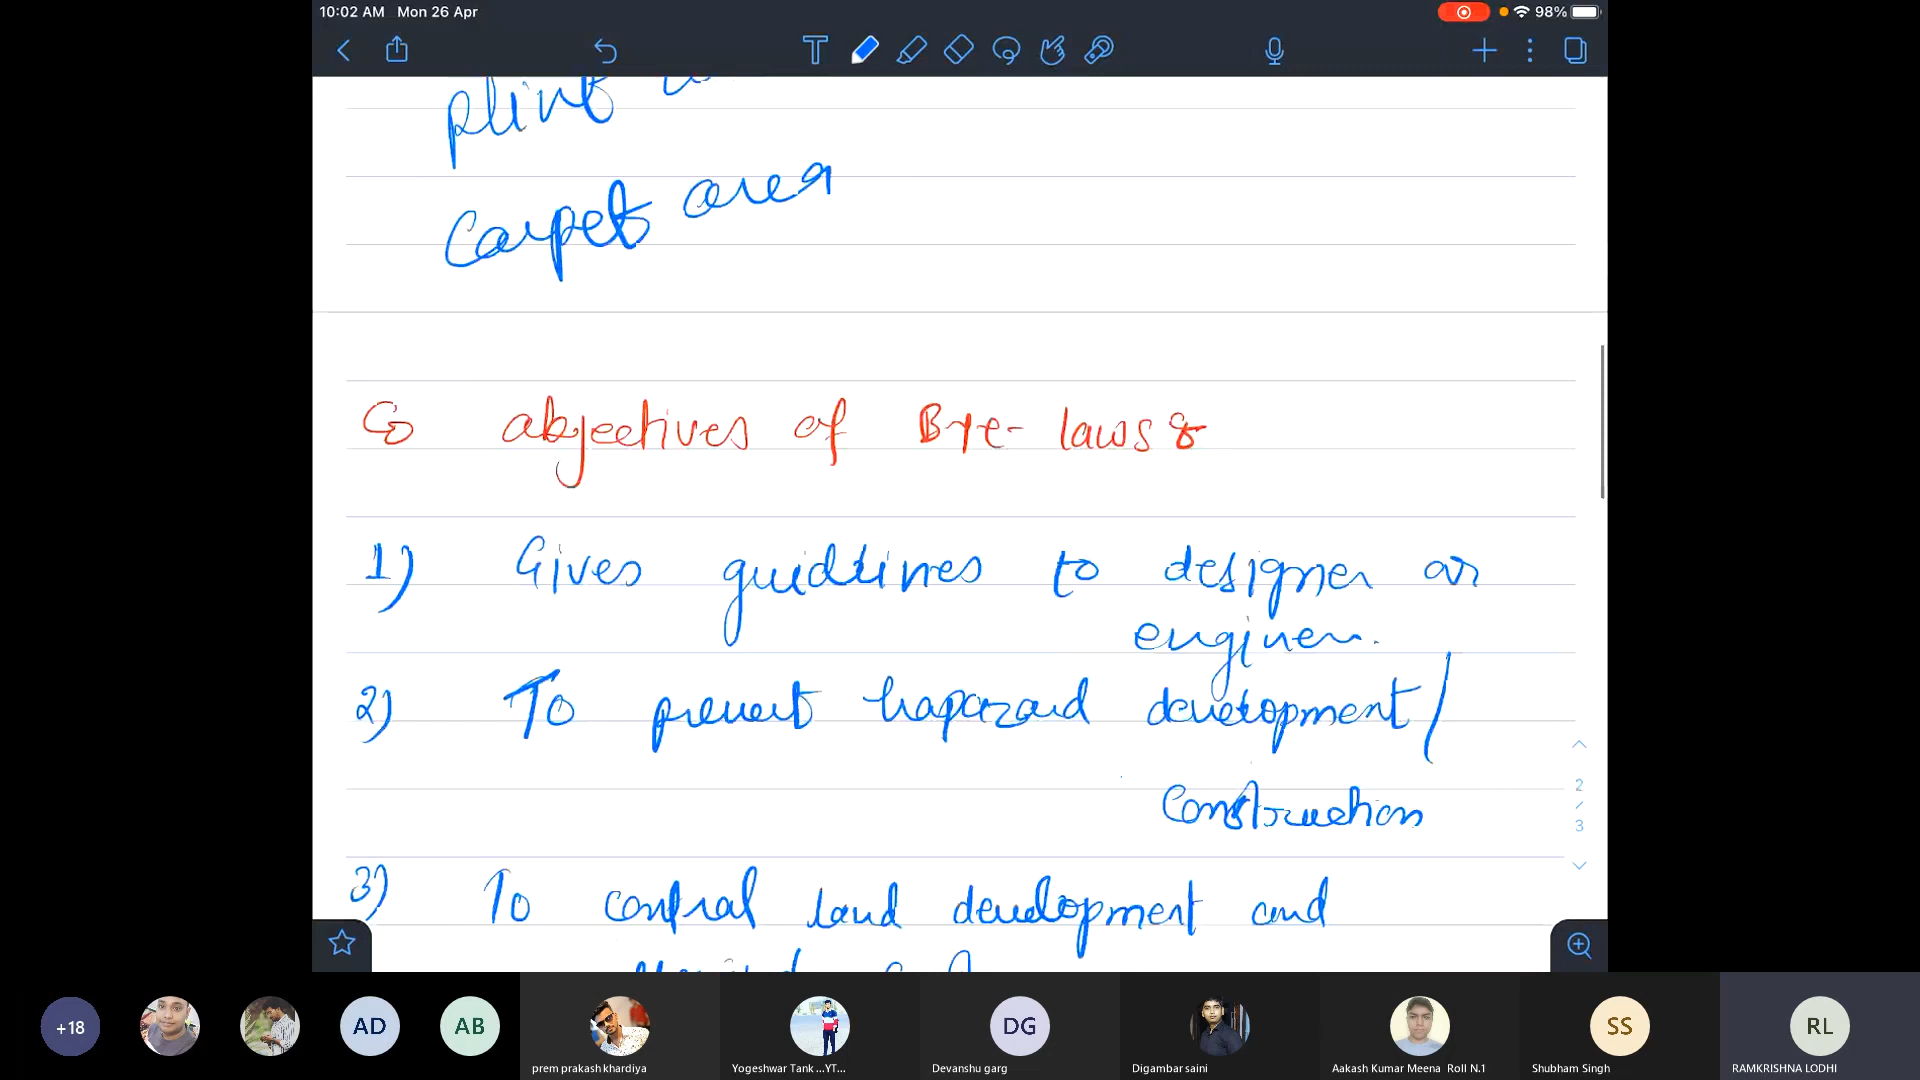 10:02 AM Mon 26 Apr
98%
T
Carpet area
objectives of Bye-laws
1) Gives guidlines to designer or
engineer.
2) To prevent hapazard development/
Construction
2
3
3) To control land development and
+18
AD
AB
DG
SS
RL
prem prakash khardiya
Yogeshwar Tank ...YT...
Devanshu garg
Digambar saini
Aakash Kumar Meena Roll N.1
Shubham Singh
RAMKRISHNA LODHI